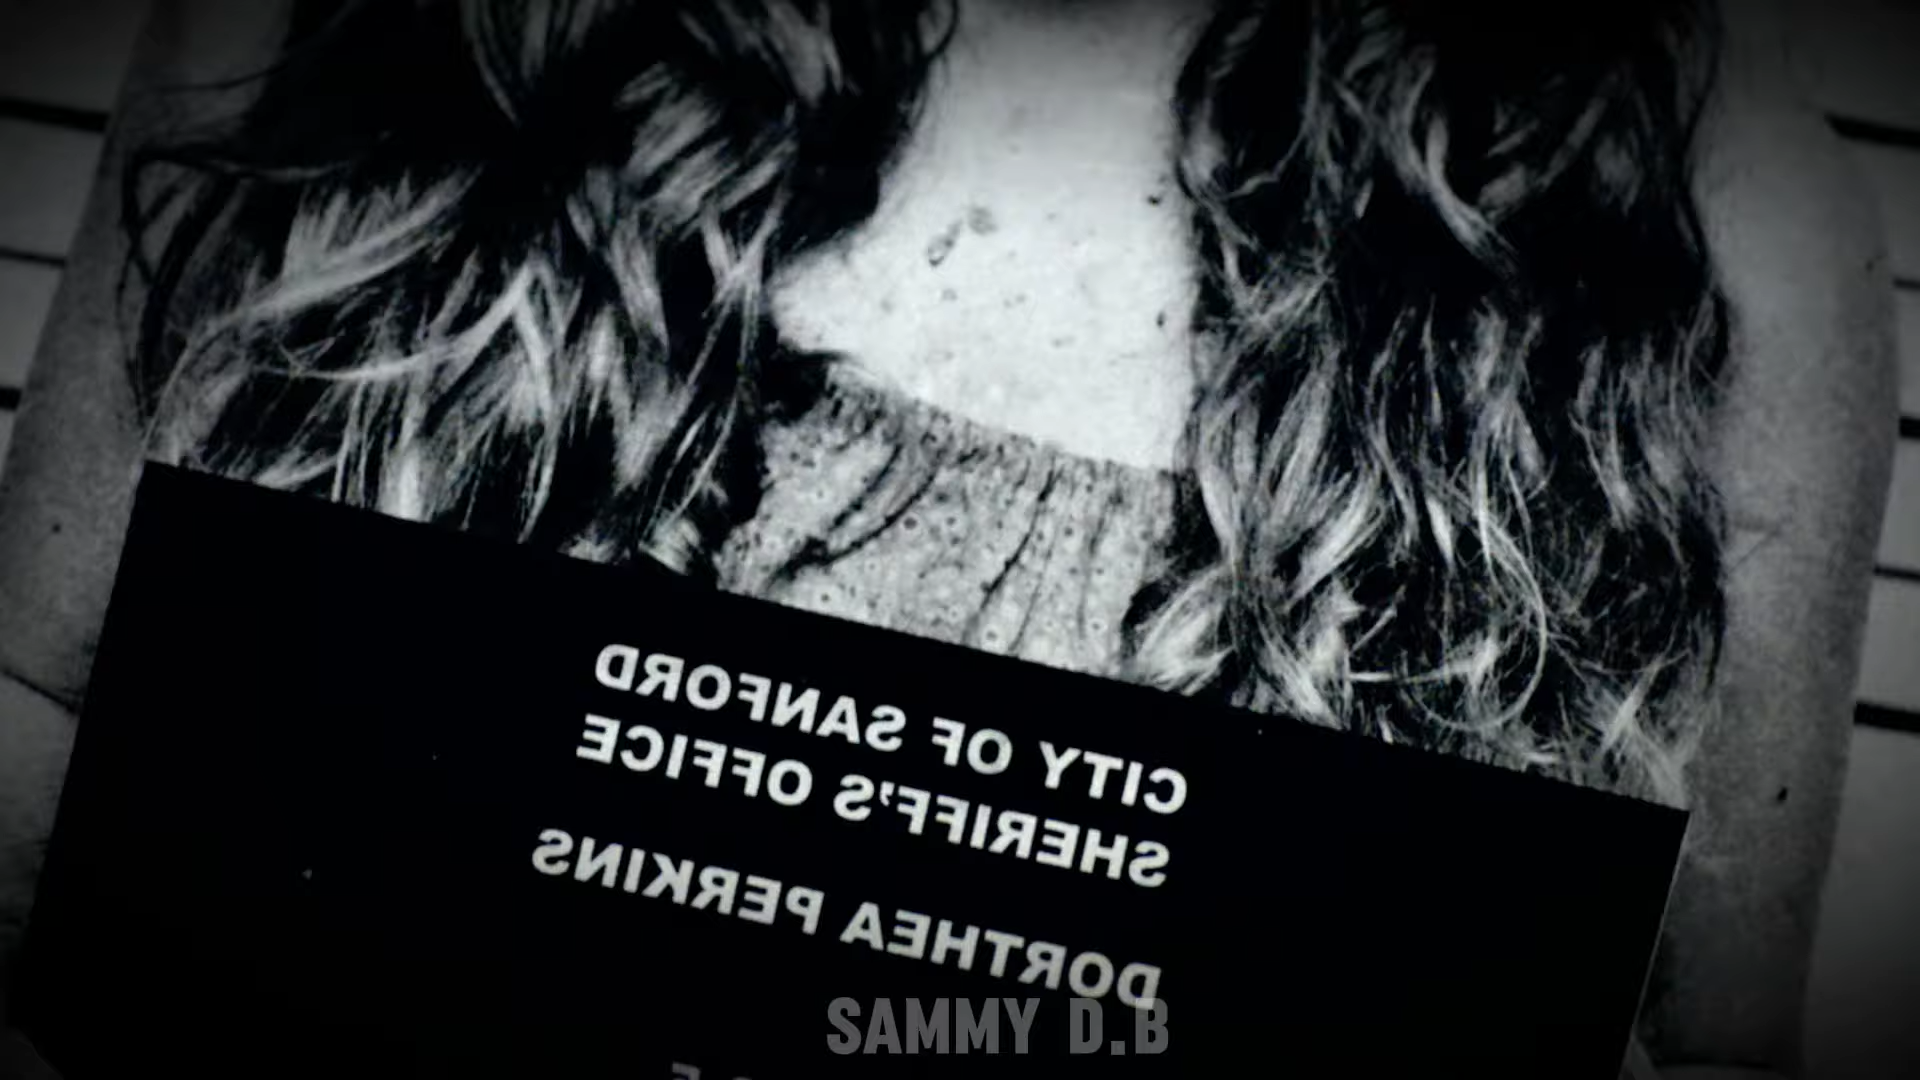 CITY OF SANFORD
SHERIFF'S OFFICE
DORTHEA PERKINS
SAMMY D.B